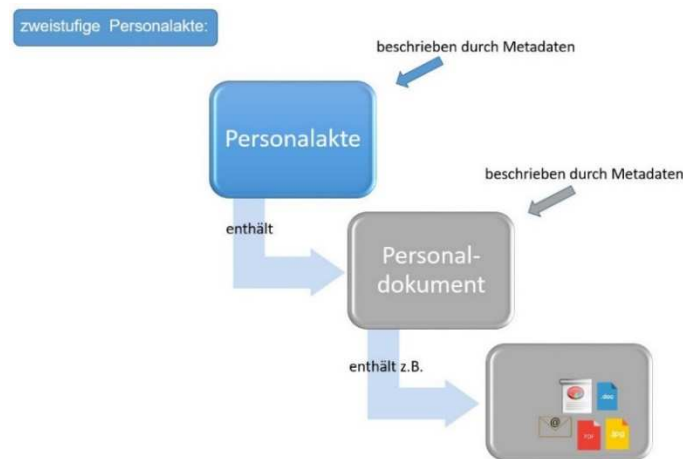 zweistufige Personalakte:
beschrieben durch Metadaten
Personalakte
beschrieben durch Metadaten
enthält
Personal-
dokument
enthält z.B.
.doc
@
PDF
.jpg